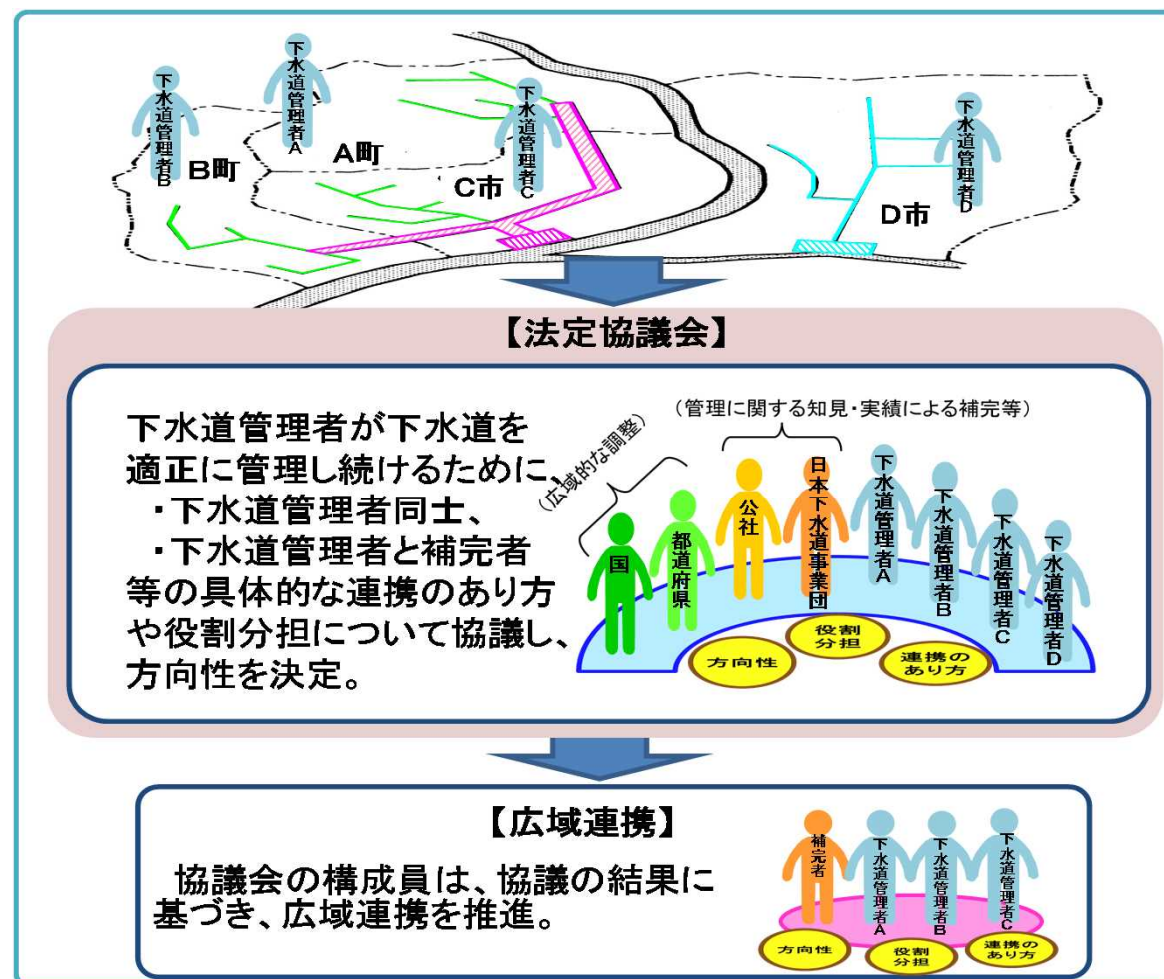 下水道管理者B
下水道管理者A
下水道管理者C
下水道管理者D
B町
A町
C市
D市
【法定協議会】
下水道管理者が下水道を
適正に管理し続けるために、
・下水道管理者同士、
・下水道管理者と補完者
等の具体的な連携のあり方
や役割分担について協議し、
方向性を決定。
(広域的な調整)
(管理に関する知見・実績による補完等)
国
都道府県
公社
日本下水道事業団
下水道管理者A
下水道管理者B
下水道管理者C
下水道管理者D
方向性
役割
分担
連携の
あり方
【広域連携】
協議会の構成員は、協議の結果に
基づき、広域連携を推進。
補完者
下水道管理者A
下水道管理者B
下水道管理者C
方向性
役割
分担
連携の
あり方